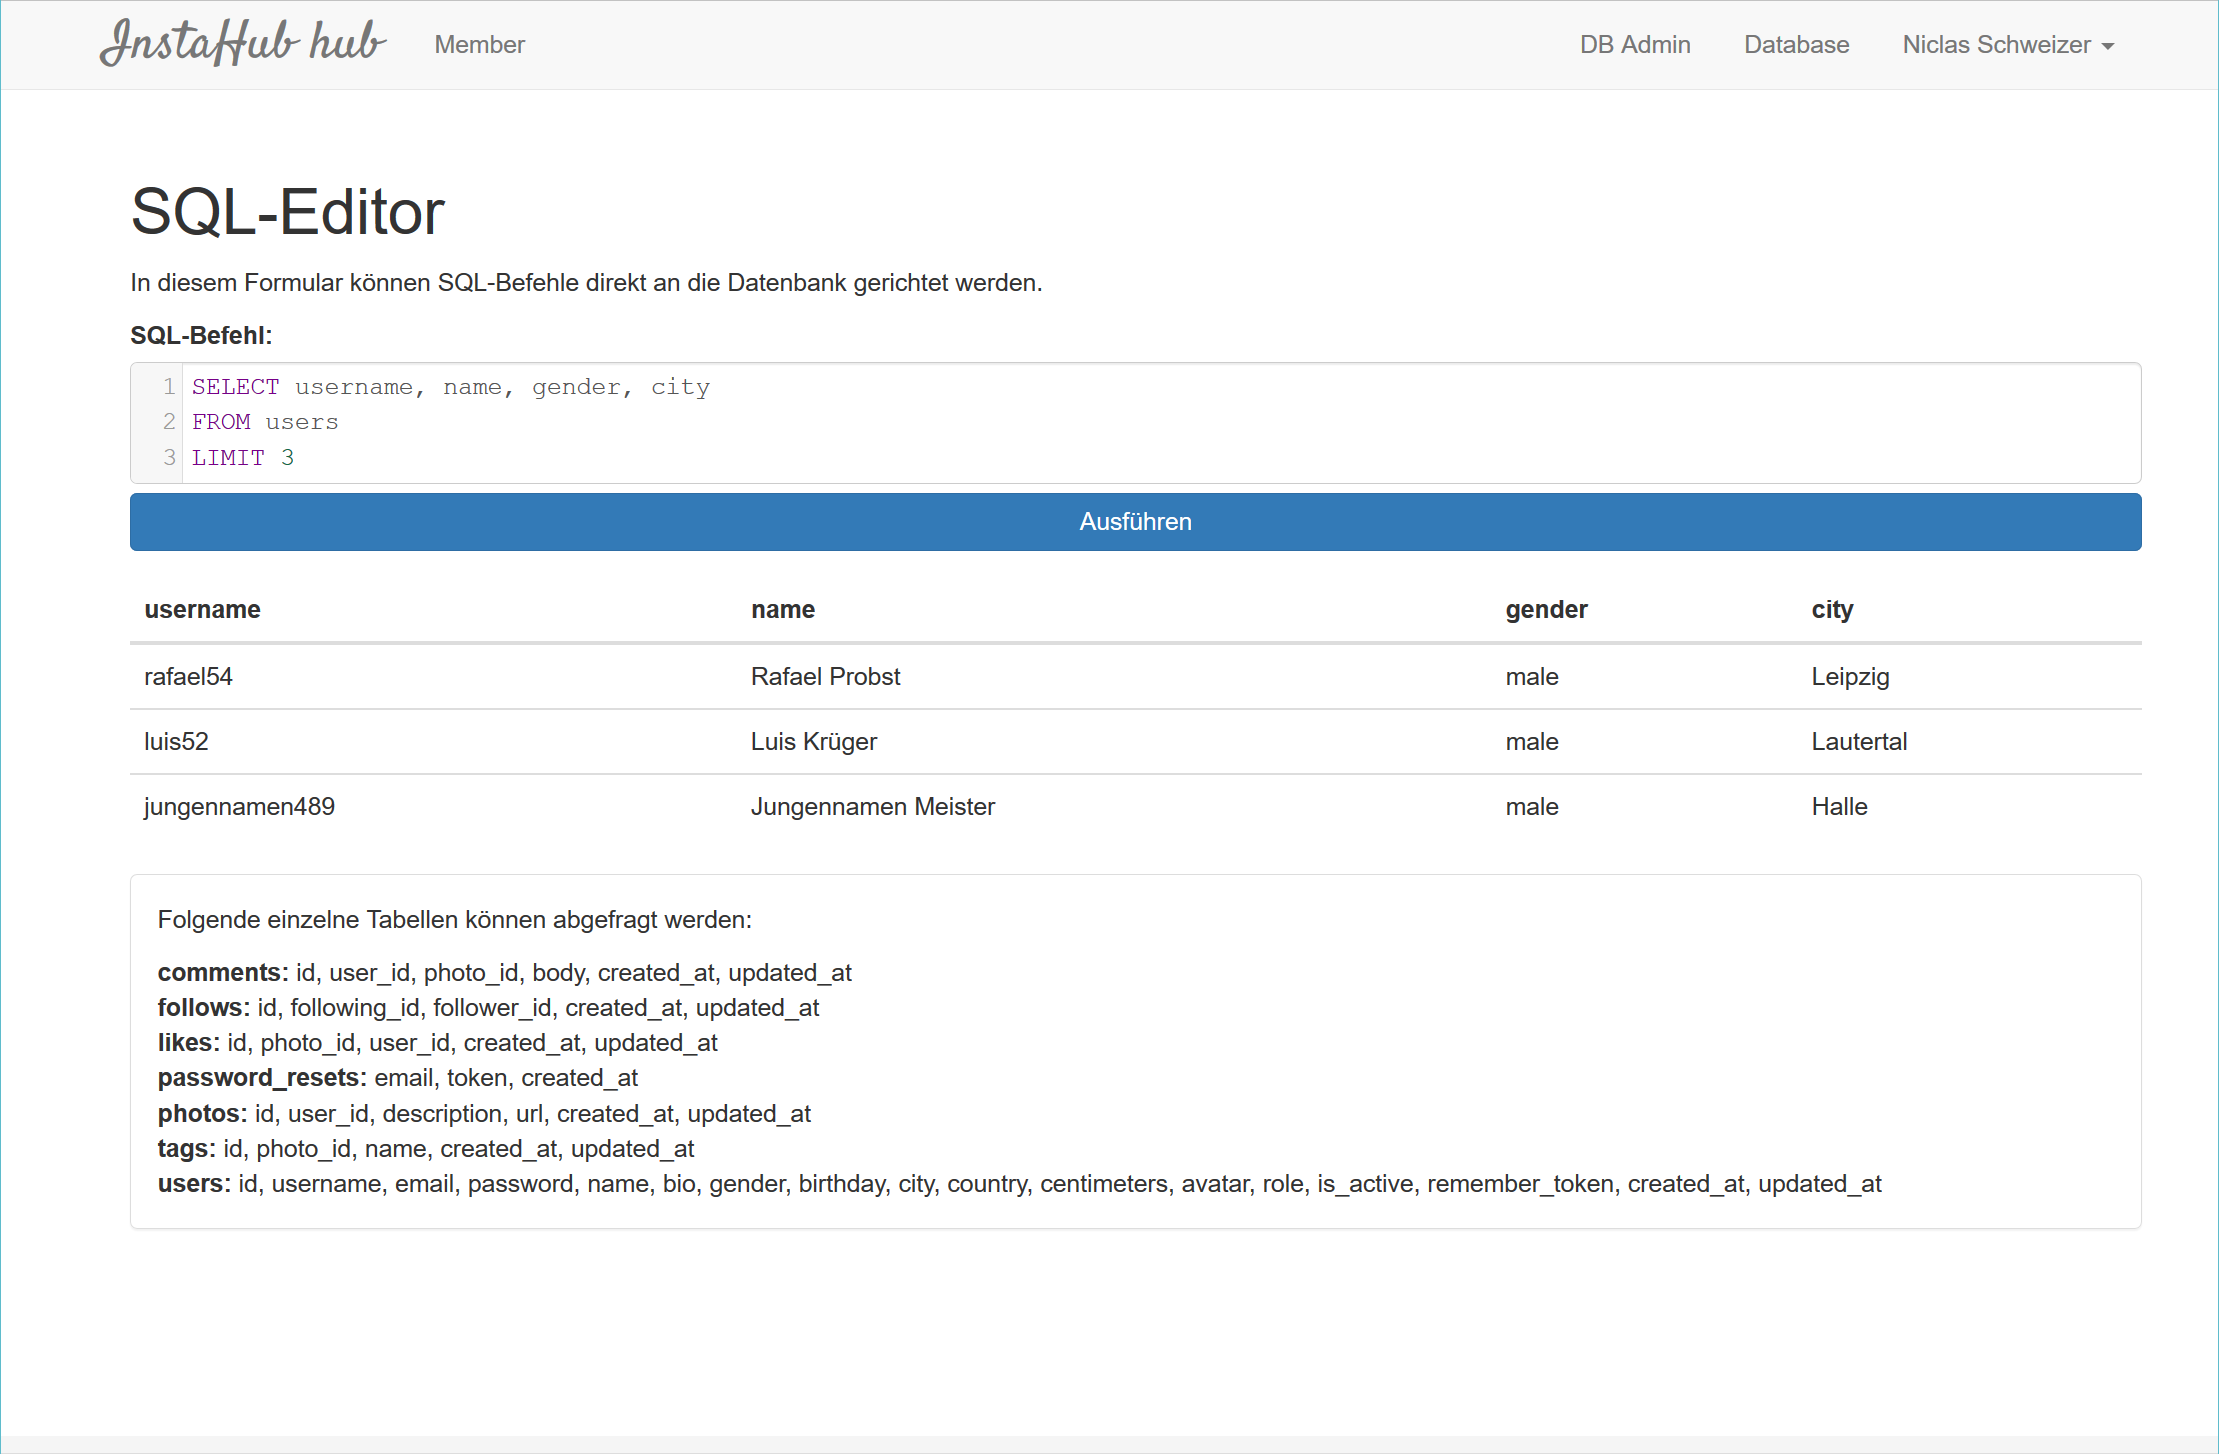 InstaHub hub Member DB Admin Database Niclas Schweizer
SQL-Editor
In diesem Formular können SQL-Befehle direkt an die Datenbank gerichtet werden.
SQL-Befehl:
1 SELECT username, name, gender, city
2 FROM users
3 LIMIT 3
Ausführen
username name gender city
rafael54 Rafael Probst male Leipzig
luis52 Luis Krüger male Lautertal
jungennamen489 Jungennamen Meister male Halle
Folgende einzelne Tabellen können abgefragt werden:
comments: id, user_id, photo_id, body, created_at, updated_at
follows: id, following_id, follower_id, created_at, updated_at
likes: id, photo_id, user_id, created_at, updated_at
password_resets: email, token, created_at
photos: id, user_id, description, url, created_at, updated_at
tags: id, photo_id, name, created_at, updated_at
users: id, username, email, password, name, bio, gender, birthday, city, country, centimeters, avatar, role, is_active, remember_token, created_at, updated_at